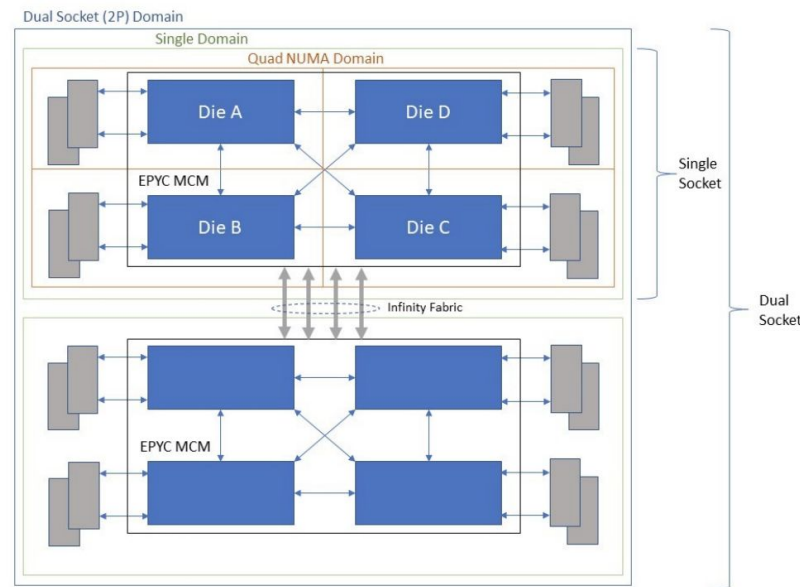 Dual Socket (2P) Domain
Single Domain
Quad NUMA Domain
Die A
Die D
EPYC MCM
Die B
Die C
Single
Socket
Infinity Fabric
Dual
Socket
EPYC MCM